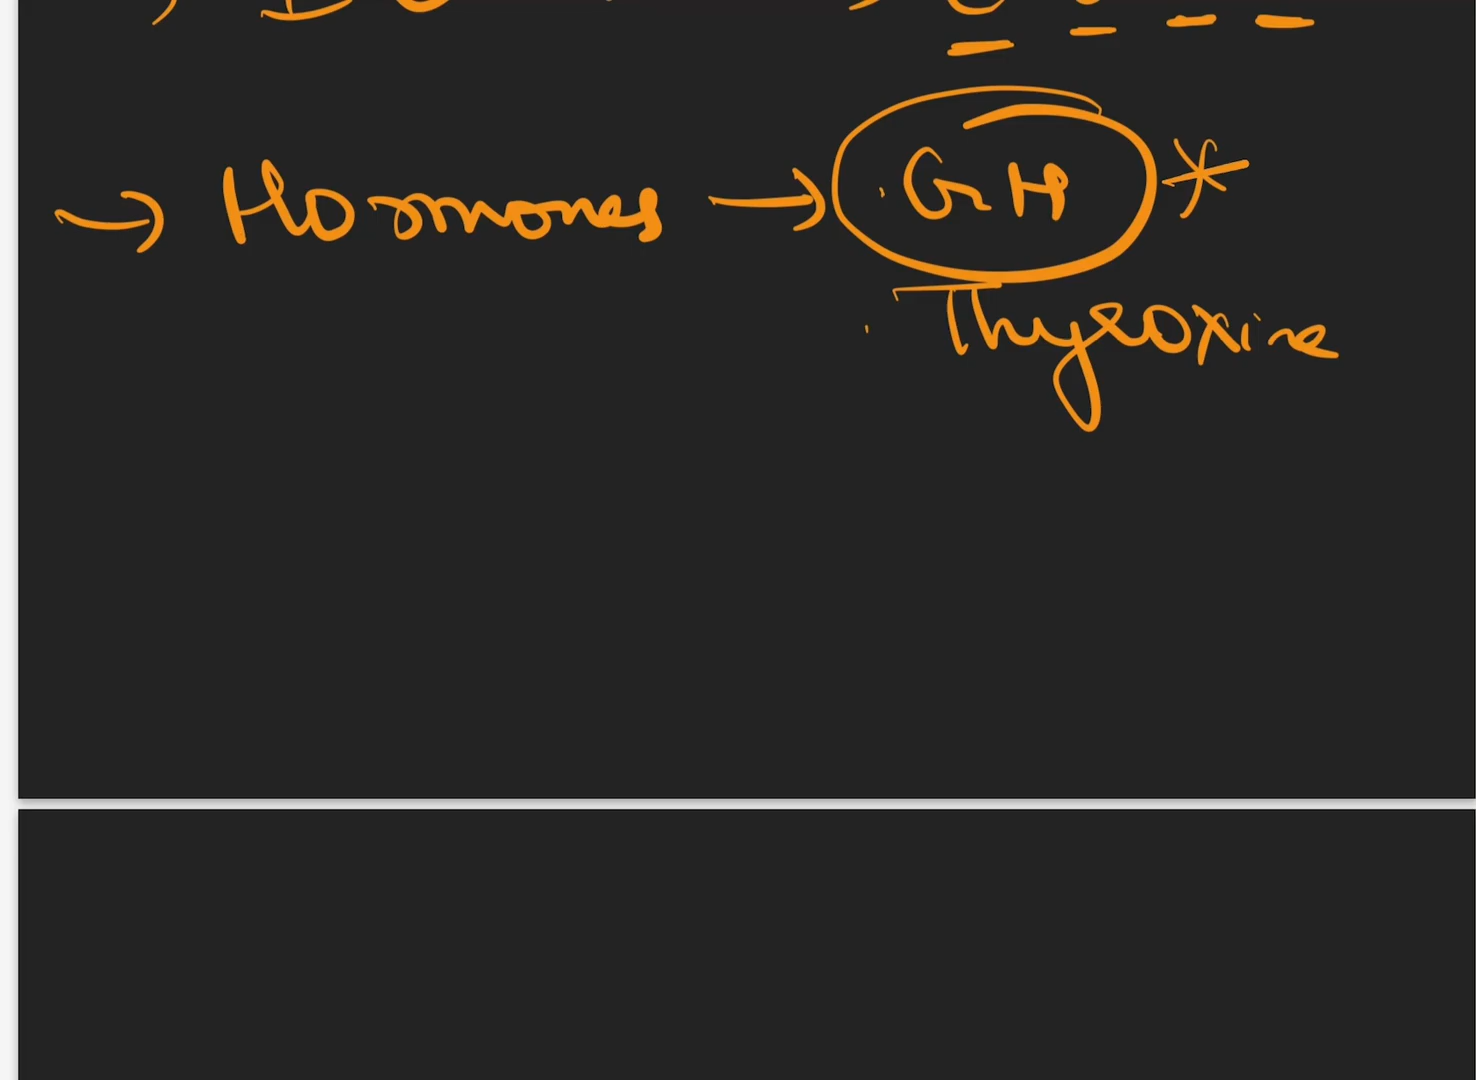 → Hormones → . GH *
. Thyroxine